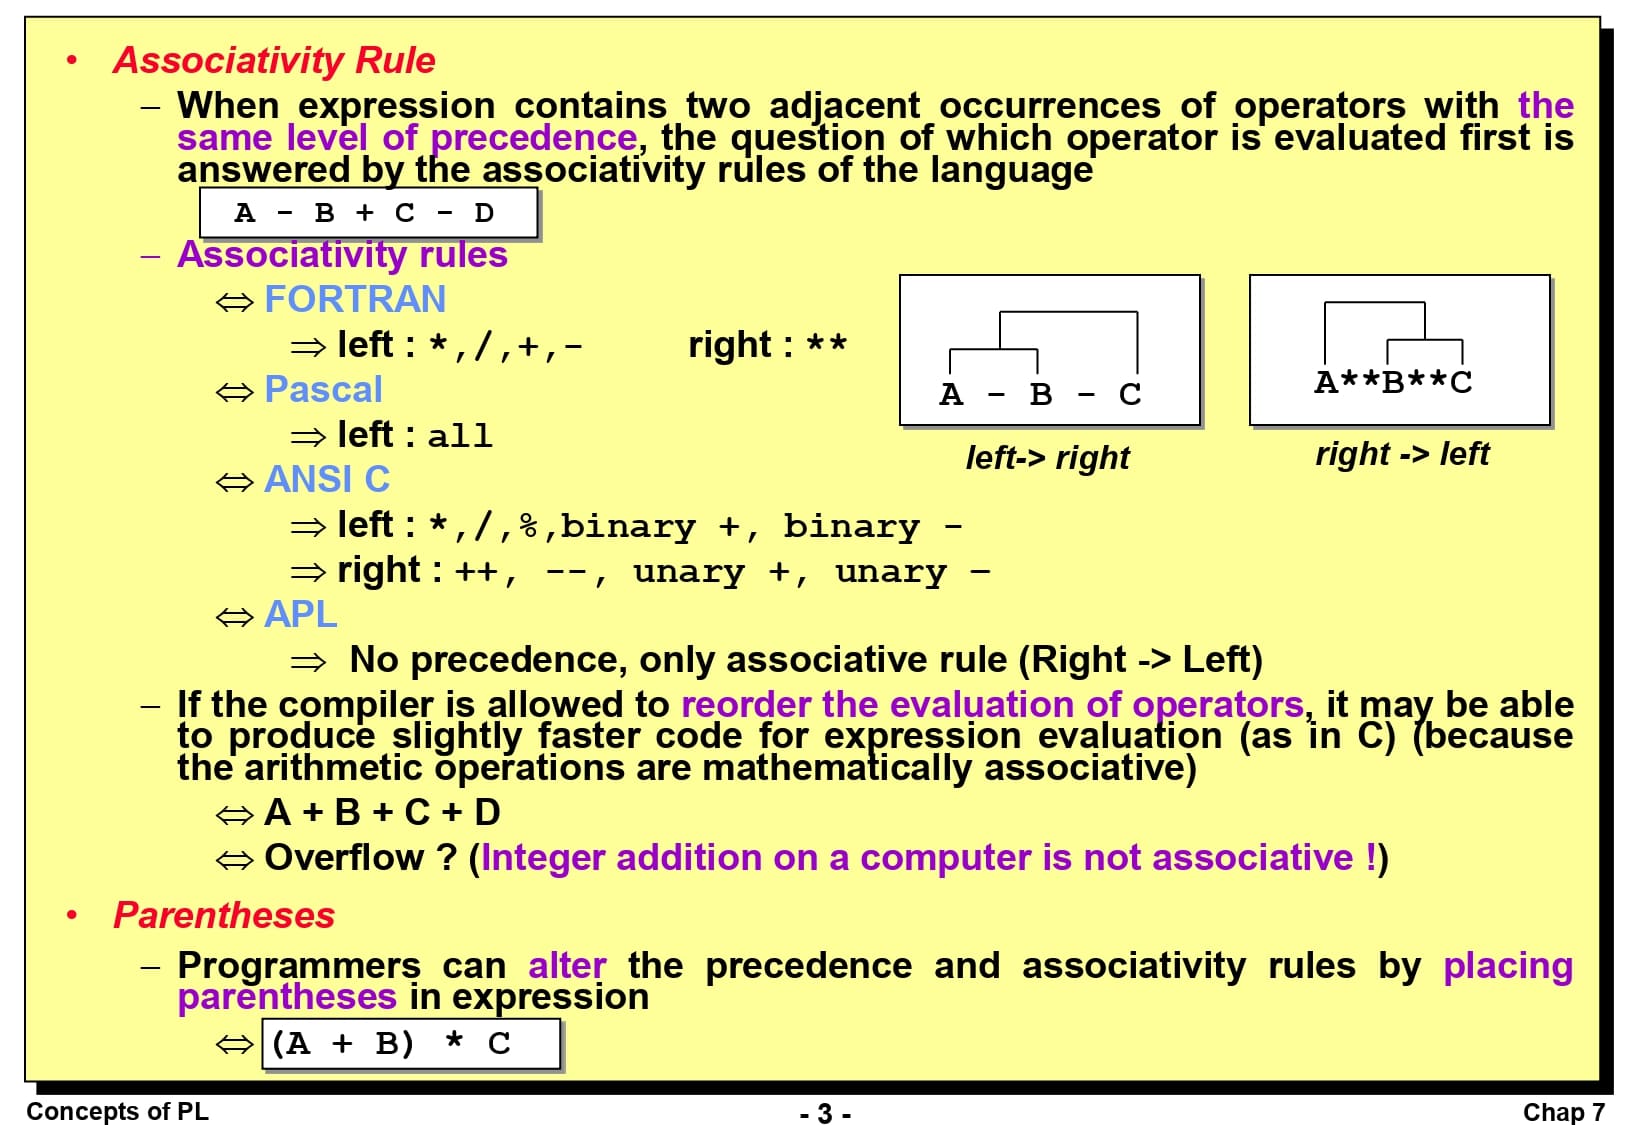 • Associativity Rule
– When expression contains two adjacent occurrences of operators with the
same level of precedence, the question of which operator is evaluated first is
answered by the associativity rules of the language
A - B + C - D
– Associativity rules
⇔ FORTRAN
⇒ left : *,/,+,- right : **
⇔ Pascal
⇒ left : all
A - B - C
A**B**C
left-> right
right -> left
⇔ ANSI C
⇒ left : *,/,%,binary +, binary -
⇒ right : ++, --, unary +, unary –
⇔ APL
⇒ No precedence, only associative rule (Right -> Left)
– If the compiler is allowed to reorder the evaluation of operators, it may be able
to produce slightly faster code for expression evaluation (as in C) (because
the arithmetic operations are mathematically associative)
⇔ A + B + C + D
⇔ Overflow ? (Integer addition on a computer is not associative !)
• Parentheses
– Programmers can alter the precedence and associativity rules by placing
parentheses in expression
⇔ (A + B) * C
Concepts of PL
- 3 -
Chap 7